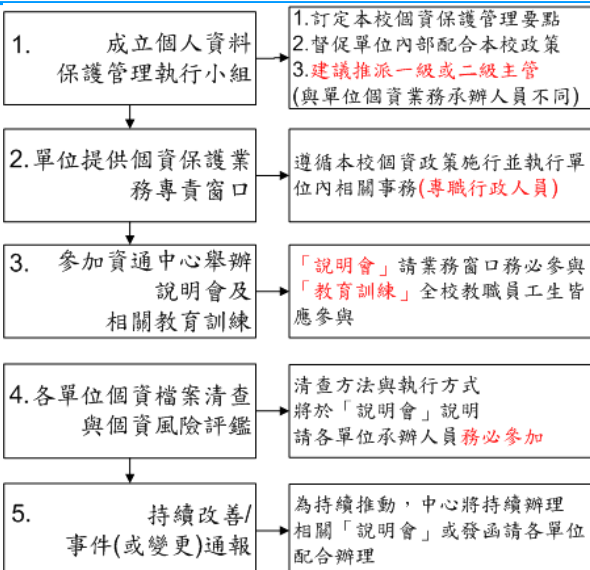 1. 成立個人資料
保護管理執行小組
1.訂定本校個資保護管理要點
2.督促單位內部配合本校政策
3.建議推派一級或二級主管
(與單位個資業務承辦人員不同)
2.單位提供個資保護業
務專責窗口
遵循本校個資政策施行並執行單
位內相關事務(專職行政人員)
3. 參加資通中心舉辦
說明會及
相關教育訓練
「說明會」請業務窗口務必參與
「教育訓練」全校教職員工生皆
應參與
4.各單位個資檔案清查
與個資風險評鑑
清查方法與執行方式
將於「說明會」說明
請各單位承辦人員務必參加
5. 持續改善/
事件(或變更)通報
為持續推動，中心將持續辦理
相關「說明會」或發函請各單位
配合辦理